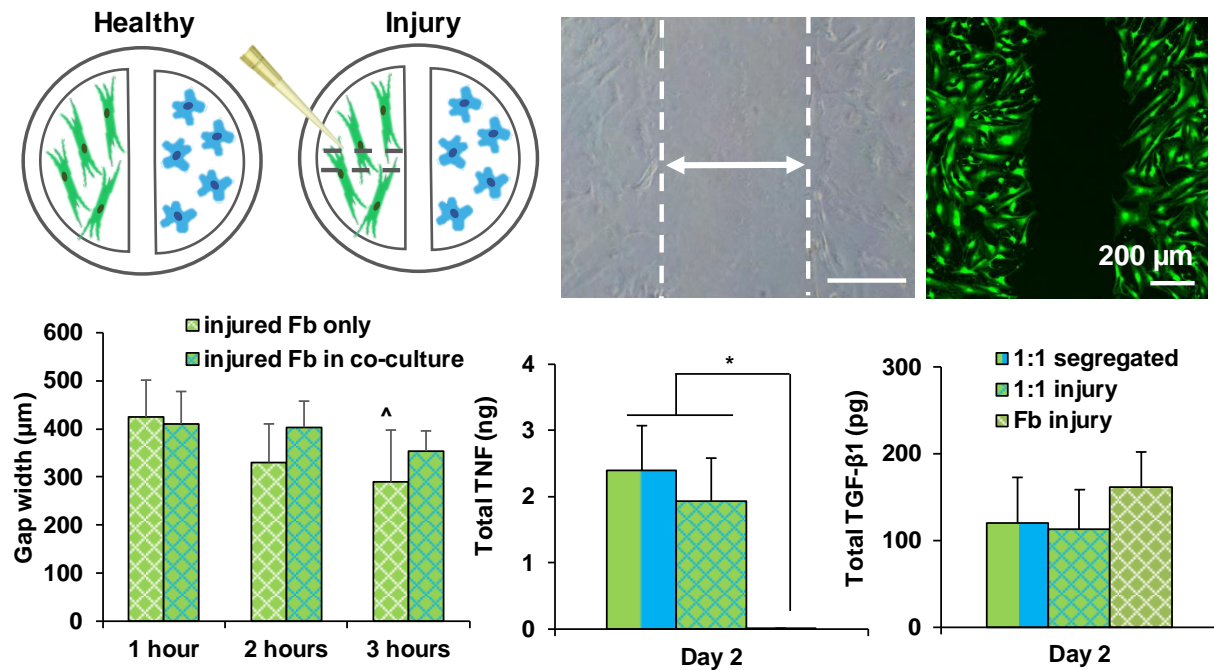 Healthy
Injury
200 µm
injured Fb only
injured Fb in co-culture
Gap width (µm)
600
500
400
300
200
100
0
^
1 hour
2 hours
3 hours
Total TNF (ng)
4
3
2
1
0
*
Day 2
1:1 segregated
1:1 injury
Fb injury
Total TGF-β1 (pg)
300
200
100
0
Day 2